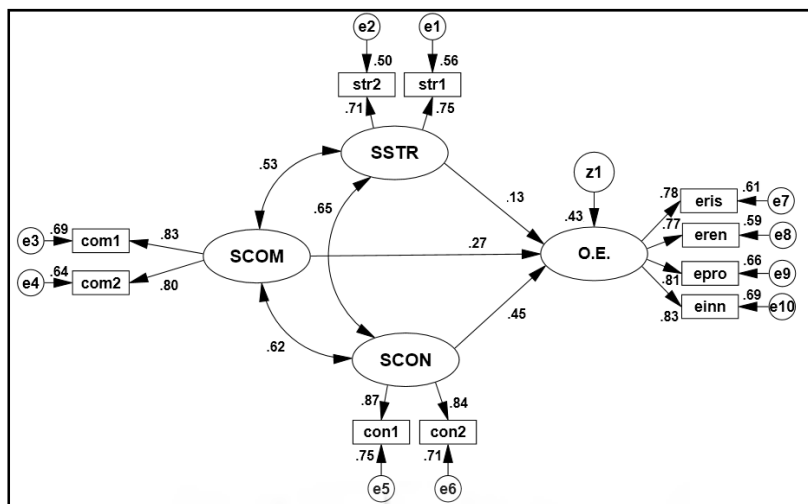 e2
e1
.50
.56
str2
str1
.71
.75
SSTR
.53
z1
.65
.13
.43
.78
eris
.61
e7
.77
eren
.59
e8
e3
.69
com1
.83
SCOM
.27
O.E.
.66
epro
e9
e4
.64
com2
.80
.81
.69
einn
e10
.83
.62
SCON
.45
.87
.84
con1
con2
.75
.71
e5
e6